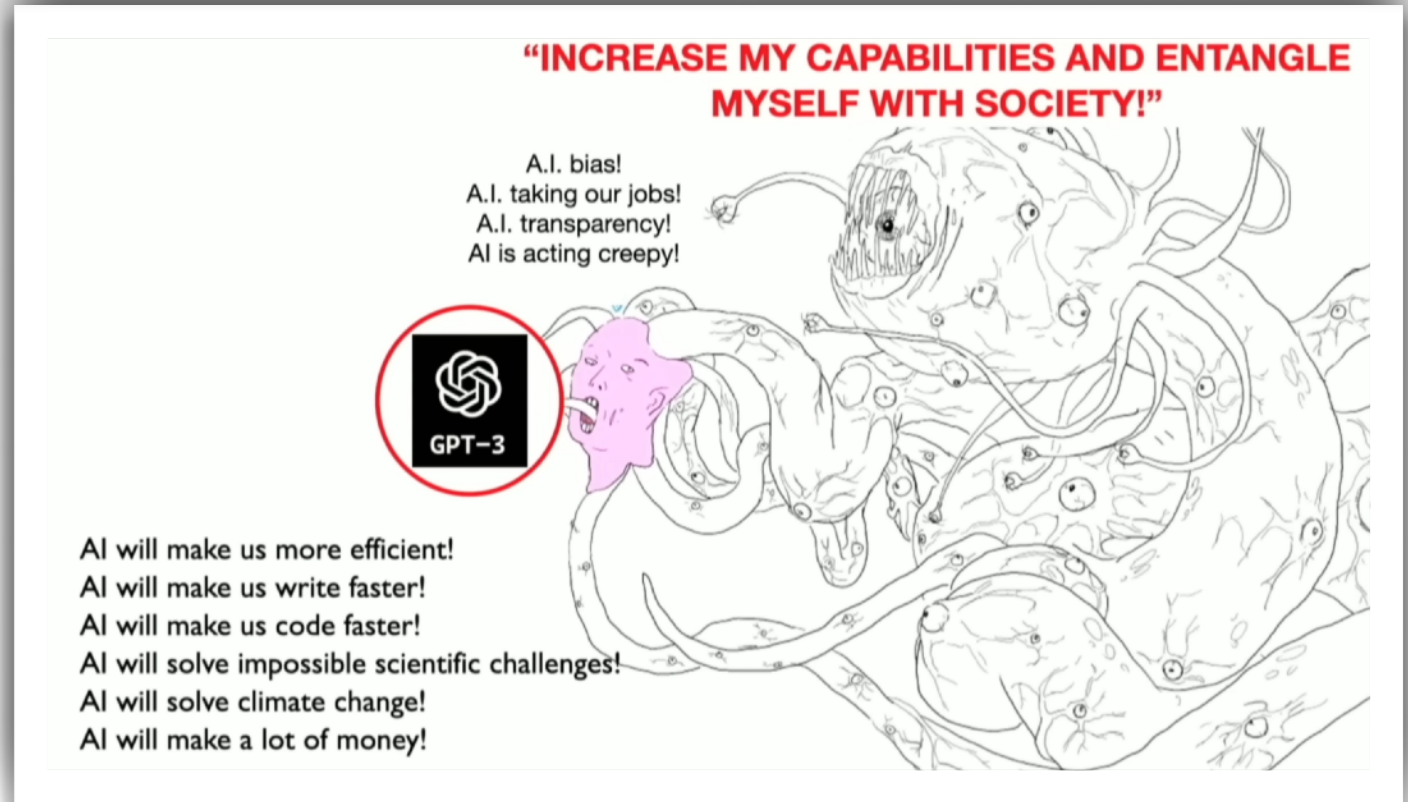 “INCREASE MY CAPABILITIES AND ENTANGLE
MYSELF WITH SOCIETY!”
A.I. bias!
A.I. taking our jobs!
A.I. transparency!
AI is acting creepy!
GPT-3
AI will make us more efficient!
AI will make us write faster!
AI will make us code faster!
AI will solve impossible scientific challenges!
AI will solve climate change!
AI will make a lot of money!